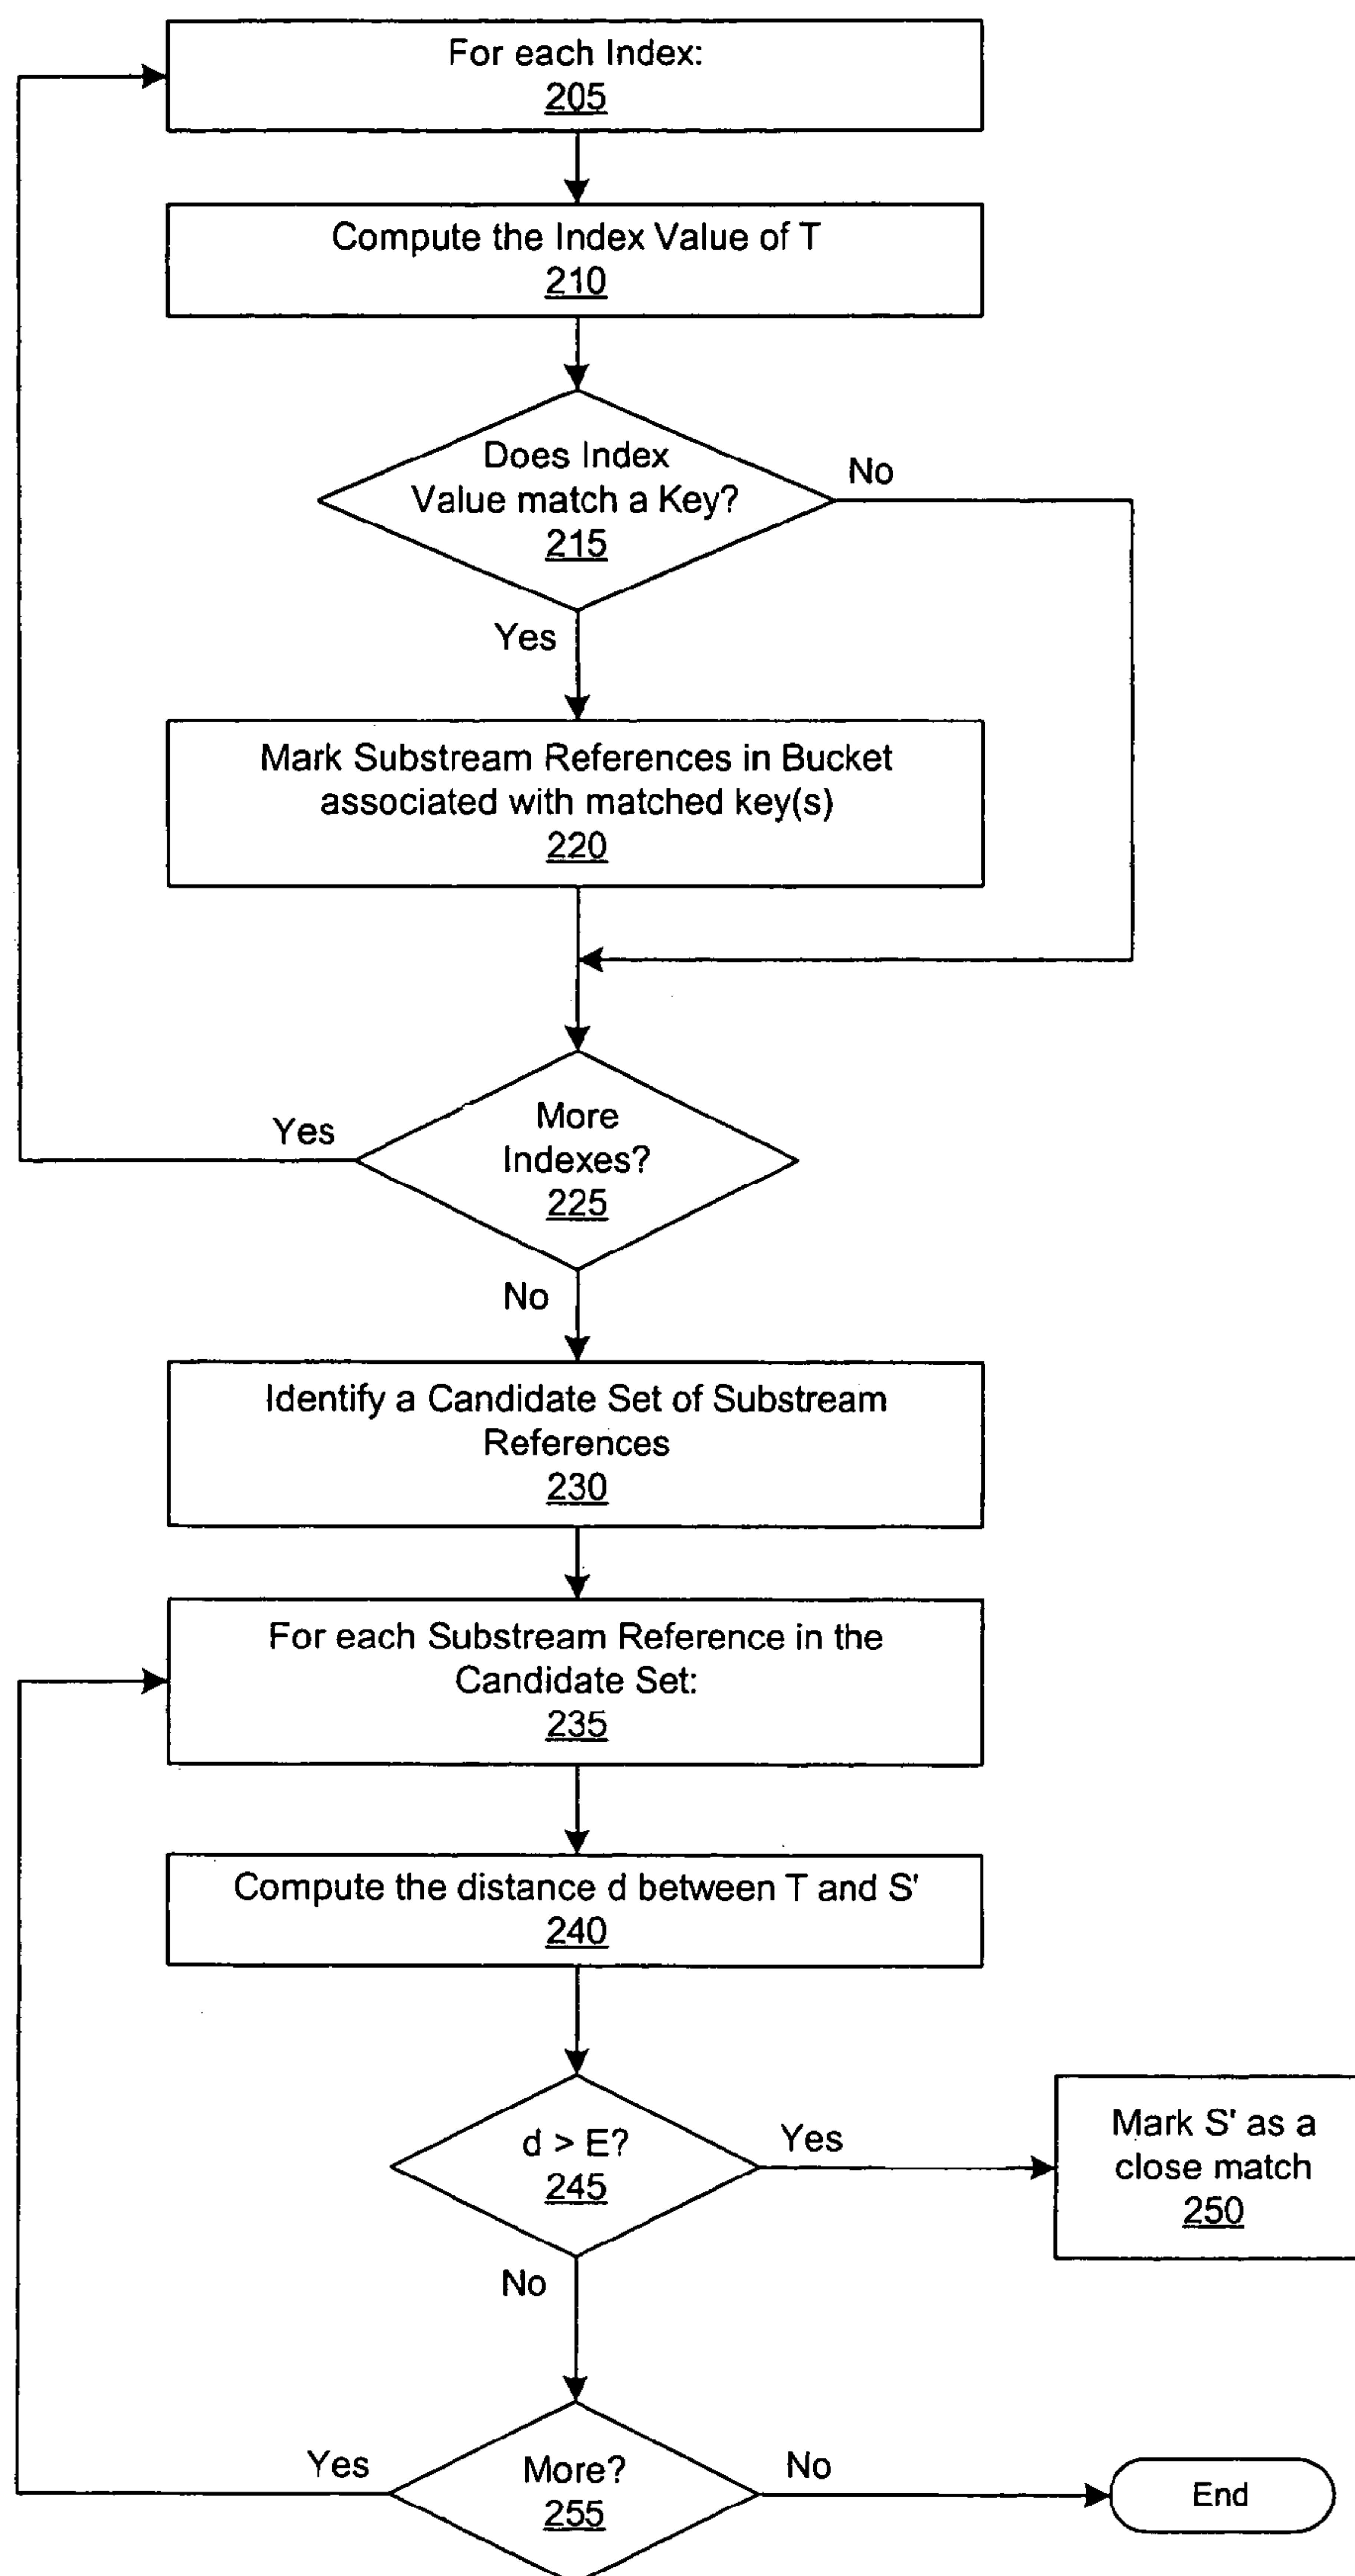 For each Index:
205
Compute the Index Value of T
210
Does Index
Value match a Key?
215
No
Yes
Mark Substream References in Bucket
associated with matched key(s)
220
More
Indexes?
225
Yes
No
Identify a Candidate Set of Substream
References
230
For each Substream Reference in the
Candidate Set:
235
Compute the distance d between T and S'
240
d > E?
245
Yes
Mark S' as a
close match
250
No
More?
255
Yes
No
End